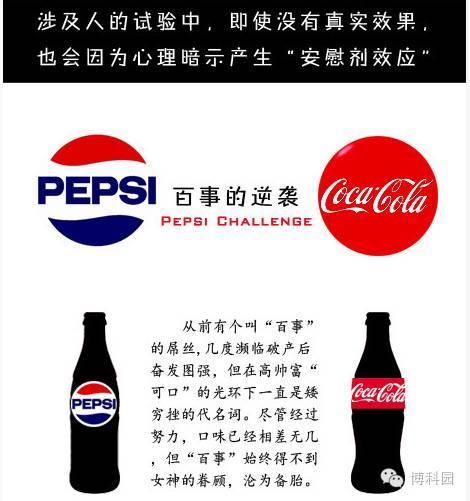 涉及人的试验中，即使没有真实效果，
也会因为心理暗示产生“安慰剂效应”
PEPSI
百事的逆袭
PEPSI CHALLENGE
Coca-Cola
从前有个叫“百事”
的屌丝,几度濒临破产后
奋发图强，但在高帅富“
可口”的光环下一直是矮
穷挫的代名词。尽管经过
努力，口味已经相差无几
，但“百事”始终得不到
女神的眷顾，沦为备胎。
PEPSI
Coca-Cola
博科园